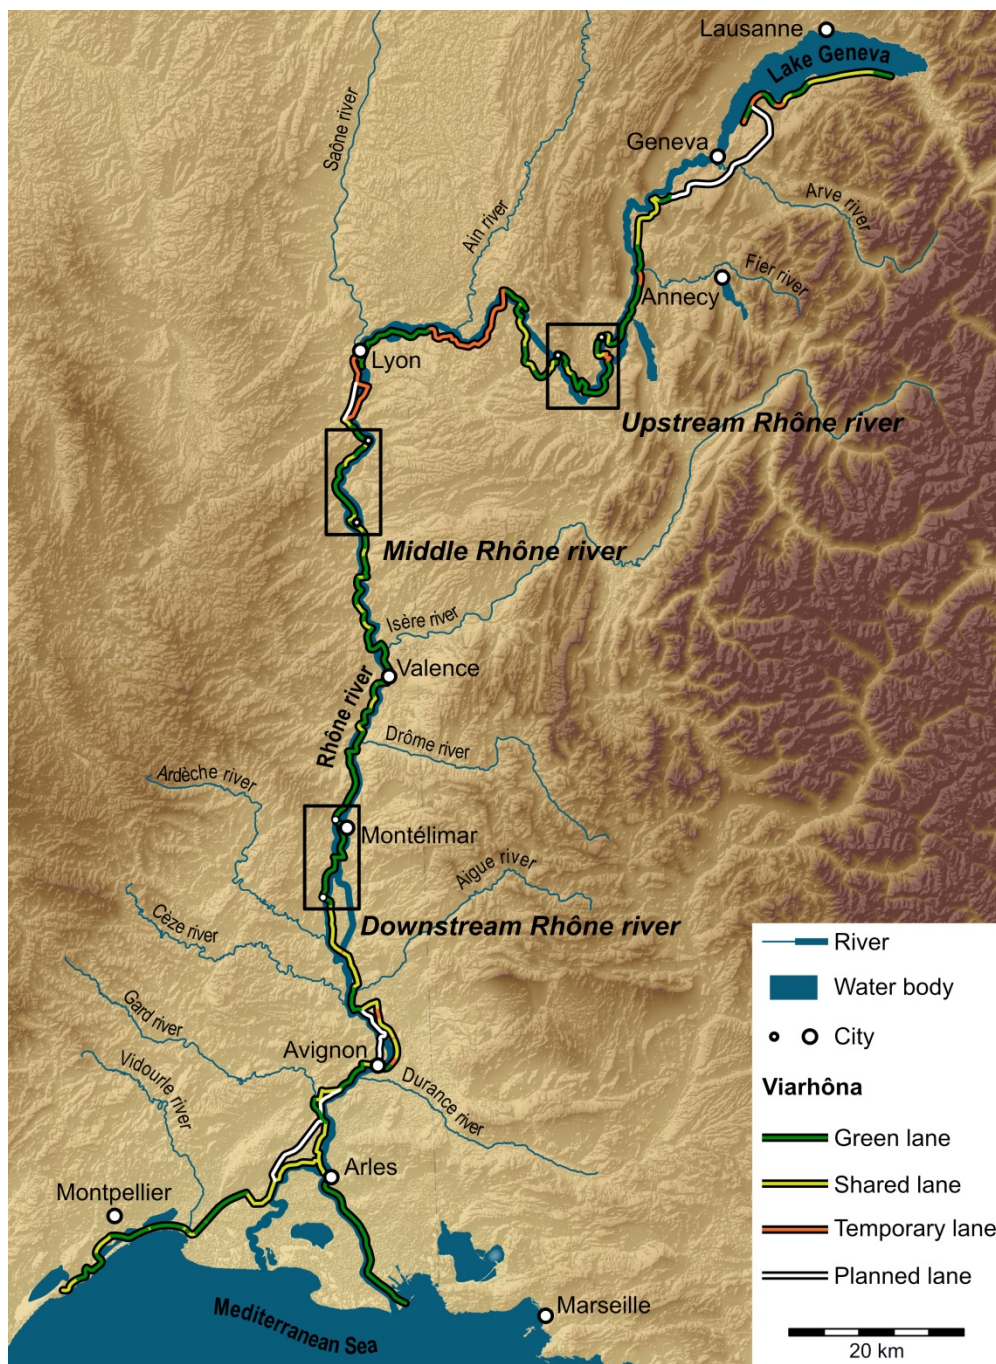 Lausanne
Lake Geneva
Saône river
Geneva
Ain river
Arve river
Fier river
Annecy
Lyon
Upstream Rhône river
Middle Rhône river
Isère river
Valence
Rhône river
Drôme river
Ardèche river
Montélimar
Aigue river
Cèze river
Downstream Rhône river
River
Water body
Gard river
City
Avignon
Vidourle river
Durance river
Viarhôna
Green lane
Arles
Shared lane
Montpellier
Temporary lane
Planned lane
Marseille
Mediterranean Sea
20 km